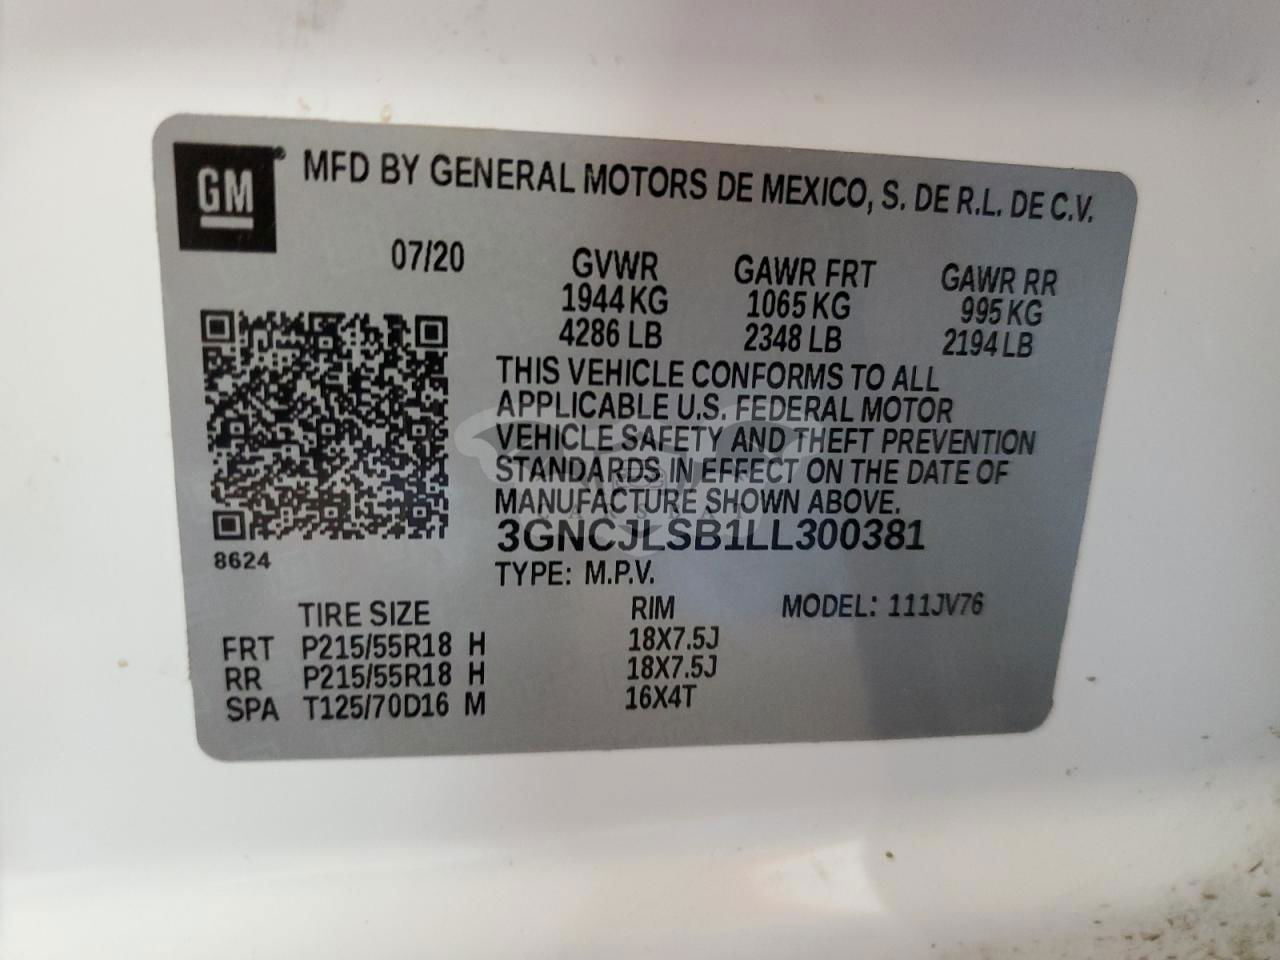 GM
MFD BY GENERAL MOTORS DE MEXICO, S. DE R.L. DE C.V.
07/20
GVWR GAWR FRT GAWR RR
1944 KG 1065 KG 995 KG
4286 LB 2348 LB 2194 LB
THIS VEHICLE CONFORMS TO ALL
APPLICABLE U.S. FEDERAL MOTOR
VEHICLE SAFETY AND THEFT PREVENTION
STANDARDS IN EFFECT ON THE DATE OF
MANUFACTURE SHOWN ABOVE.
3GNCJLSB1LL300381
8624
TYPE: M.P.V.
TIRE SIZE RIM MODEL: 111JV76
FRT P215/55R18 H 18X7.5J
RR P215/55R18 H 18X7.5J
SPA T125/70D16 M 16X4T